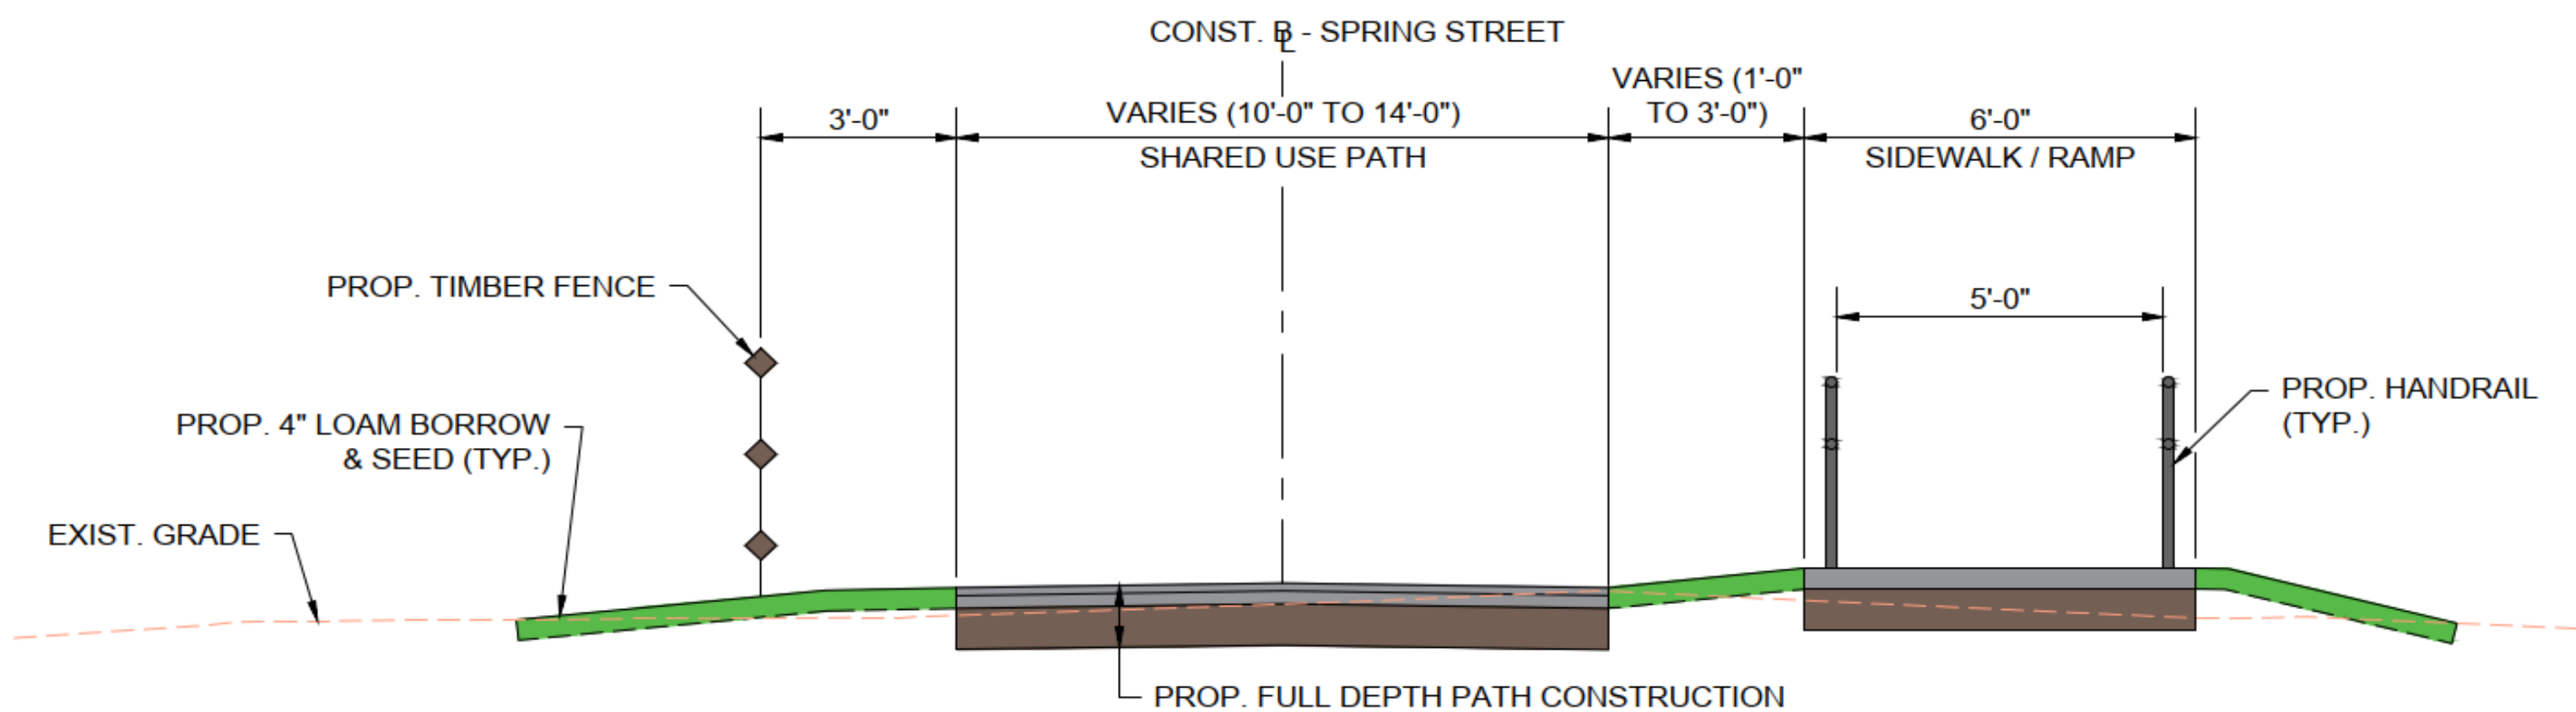 CONST. BL - SPRING STREET
VARIES (1'-0"
TO 3'-0")
3'-0"
VARIES (10'-0" TO 14'-0")
6'-0"
SHARED USE PATH
SIDEWALK / RAMP
PROP. TIMBER FENCE
5'-0"
PROP. HANDRAIL
(TYP.)
PROP. 4" LOAM BORROW
& SEED (TYP.)
EXIST. GRADE
PROP. FULL DEPTH PATH CONSTRUCTION